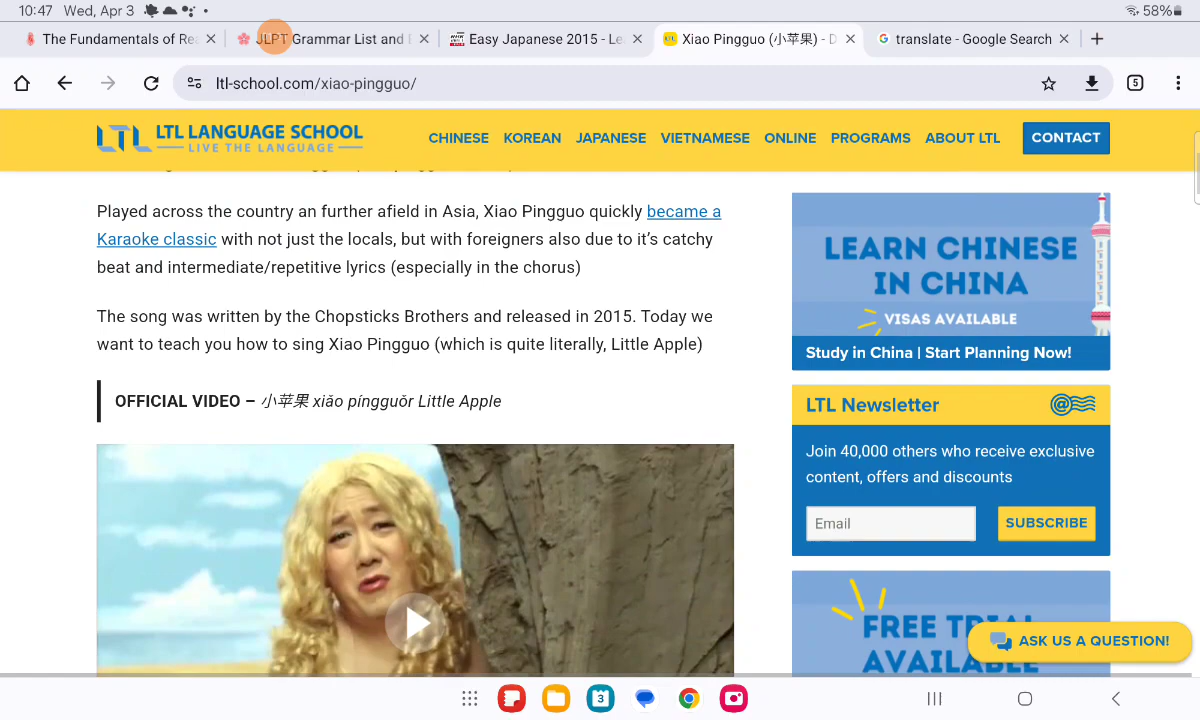 10:47 Wed, Apr 3
58%
The Fundamentals of Re
JLPT Grammar List and
Easy Japanese 2015 - Le
Xiao Pingguo (小苹果) - D
translate - Google Search
ltl-school.com/xiao-pingguo/
5
LTL LANGUAGE SCHOOL
LIVE THE LANGUAGE
CHINESE KOREAN JAPANESE VIETNAMESE ONLINE PROGRAMS ABOUT LTL CONTACT
Played across the country an further afield in Asia, Xiao Pingguo quickly became a
Karaoke classic with not just the locals, but with foreigners also due to it's catchy
beat and intermediate/repetitive lyrics (especially in the chorus)
The song was written by the Chopsticks Brothers and released in 2015. Today we
want to teach you how to sing Xiao Pingguo (which is quite literally, Little Apple)
OFFICIAL VIDEO – 小苹果 xiǎo píngguǒr Little Apple
LEARN CHINESE
IN CHINA
VISAS AVAILABLE
Study in China | Start Planning Now!
LTL Newsletter
Join 40,000 others who receive exclusive
content, offers and discounts
Email
SUBSCRIBE
FREE TRIAL
AVAILABLE
ASK US A QUESTION!
3